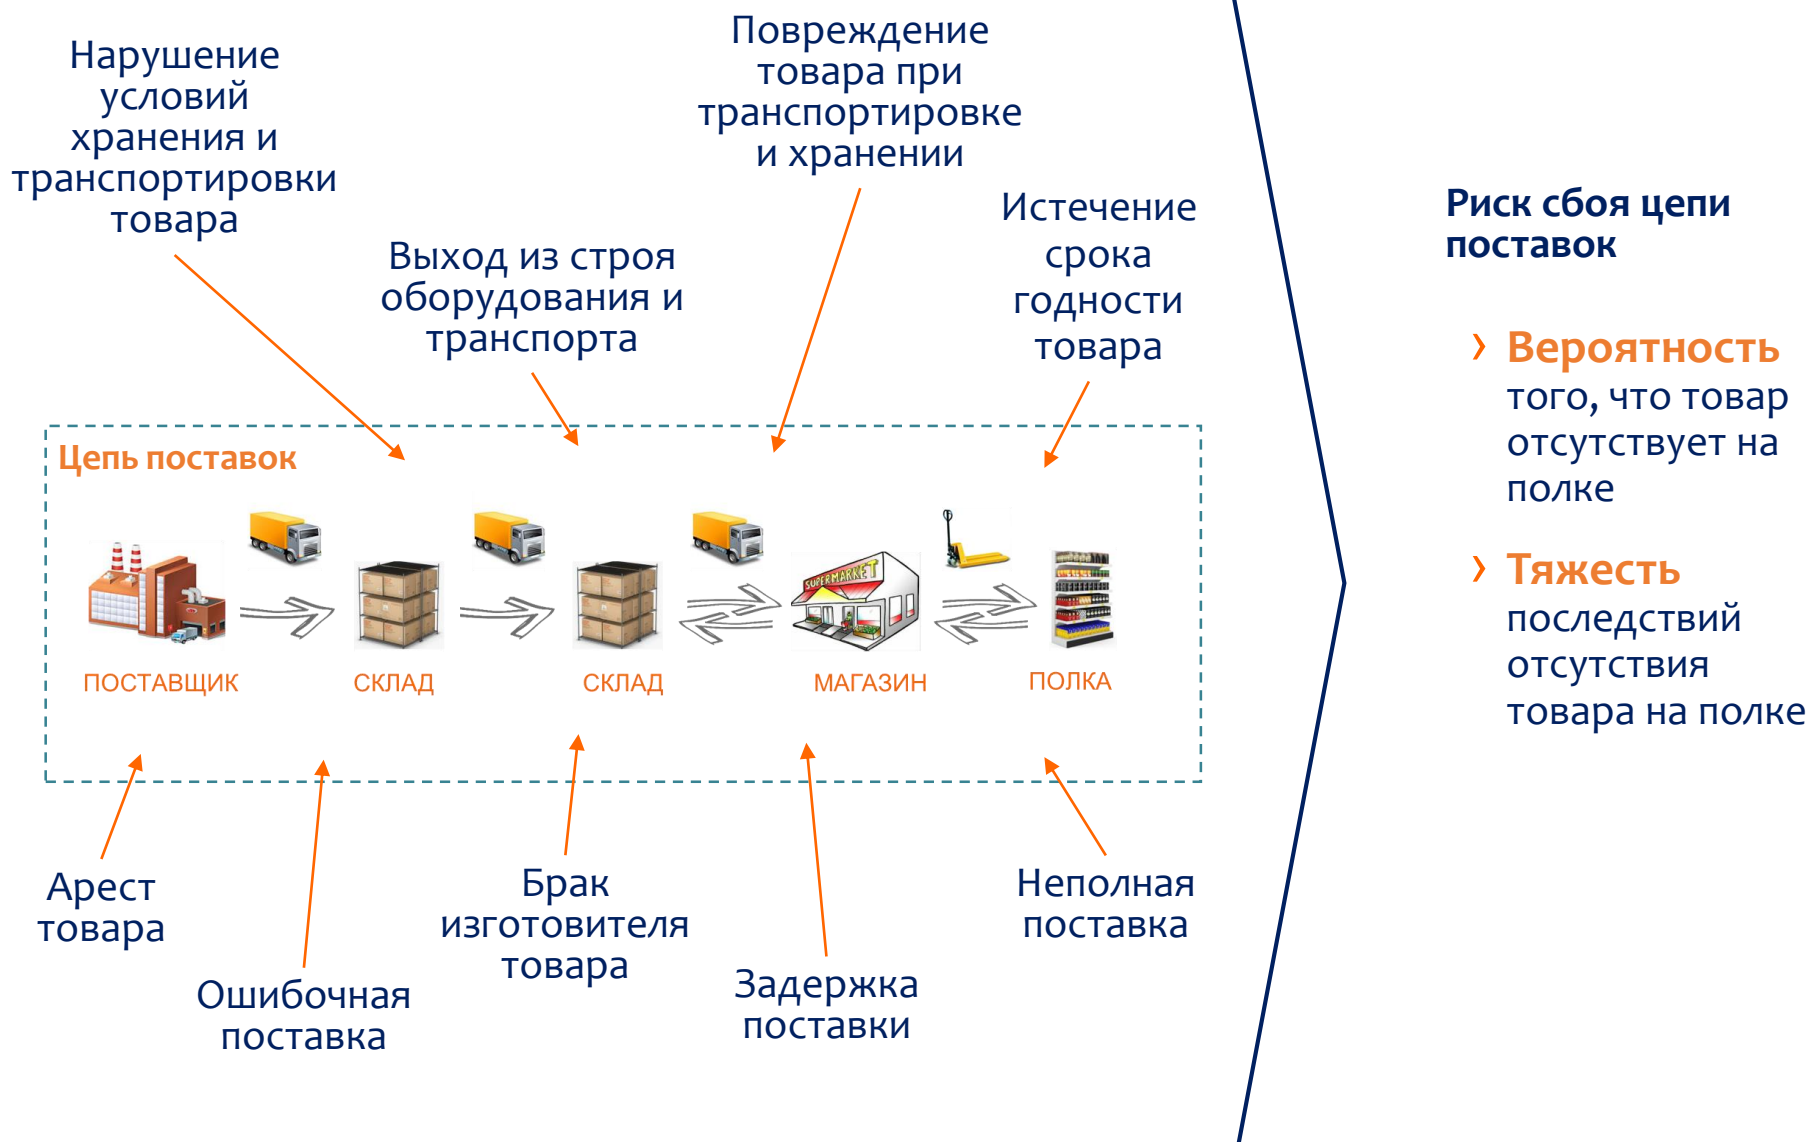 Нарушение
условий
хранения и
транспортировки
товара
Выход из строя
оборудования и
транспорта
Повреждение
товара при
транспортировке
и хранении
Истечение
срока
годности
товара
Цепь поставок
SUPERMARKET
ПОСТАВЩИК
СКЛАД
СКЛАД
МАГАЗИН
ПОЛКА
Арест
товара
Ошибочная
поставка
Брак
изготовителя
товара
Задержка
поставки
Неполная
поставка
Риск сбоя цепи
поставок
› Вероятность
того, что товар
отсутствует на
полке
› Тяжесть
последствий
отсутствия
товара на полке